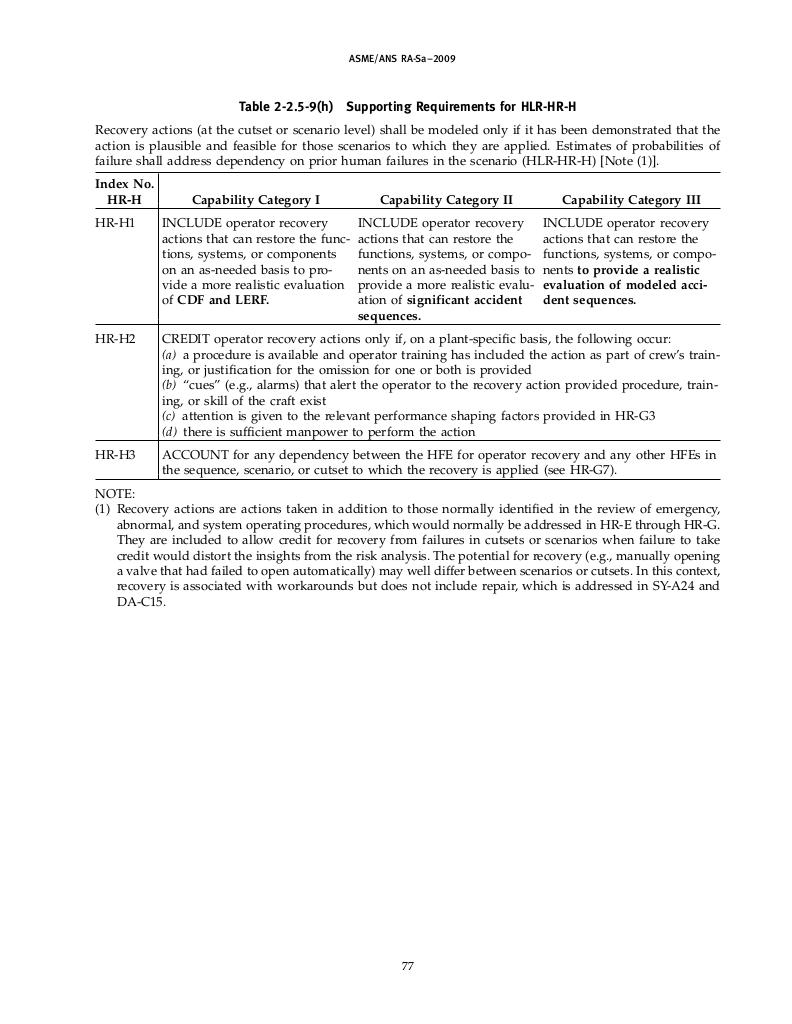 ASME/ANS RA-Sa–2009
Table 2-2.5-9(h) Supporting Requirements for HLR-HR-H
Recovery actions (at the cutset or scenario level) shall be modeled only if it has been demonstrated that the
action is plausible and feasible for those scenarios to which they are applied. Estimates of probabilities of
failure shall address dependency on prior human failures in the scenario (HLR-HR-H) [Note (1)].
Index No.
HR-H Capability Category I Capability Category II Capability Category III
HR-H1
INCLUDE operator recovery
actions that can restore the func-
tions, systems, or components
on an as-needed basis to pro-
vide a more realistic evaluation
of CDF and LERF.
INCLUDE operator recovery
actions that can restore the
functions, systems, or compo-
nents on an as-needed basis to
provide a more realistic evalu-
ation of significant accident
sequences.
INCLUDE operator recovery
actions that can restore the
functions, systems, or compo-
nents to provide a realistic
evaluation of modeled acci-
dent sequences.
HR-H2
CREDIT operator recovery actions only if, on a plant-specific basis, the following occur:
(a) a procedure is available and operator training has included the action as part of crew's train-
ing, or justification for the omission for one or both is provided
(b) "cues" (e.g., alarms) that alert the operator to the recovery action provided procedure, train-
ing, or skill of the craft exist
(c) attention is given to the relevant performance shaping factors provided in HR-G3
(d) there is sufficient manpower to perform the action
HR-H3
ACCOUNT for any dependency between the HFE for operator recovery and any other HFEs in
the sequence, scenario, or cutset to which the recovery is applied (see HR-G7).
NOTE:
(1) Recovery actions are actions taken in addition to those normally identified in the review of emergency,
abnormal, and system operating procedures, which would normally be addressed in HR-E through HR-G.
They are included to allow credit for recovery from failures in cutsets or scenarios when failure to take
credit would distort the insights from the risk analysis. The potential for recovery (e.g., manually opening
a valve that had failed to open automatically) may well differ between scenarios or cutsets. In this context,
recovery is associated with workarounds but does not include repair, which is addressed in SY-A24 and
DA-C15.
77